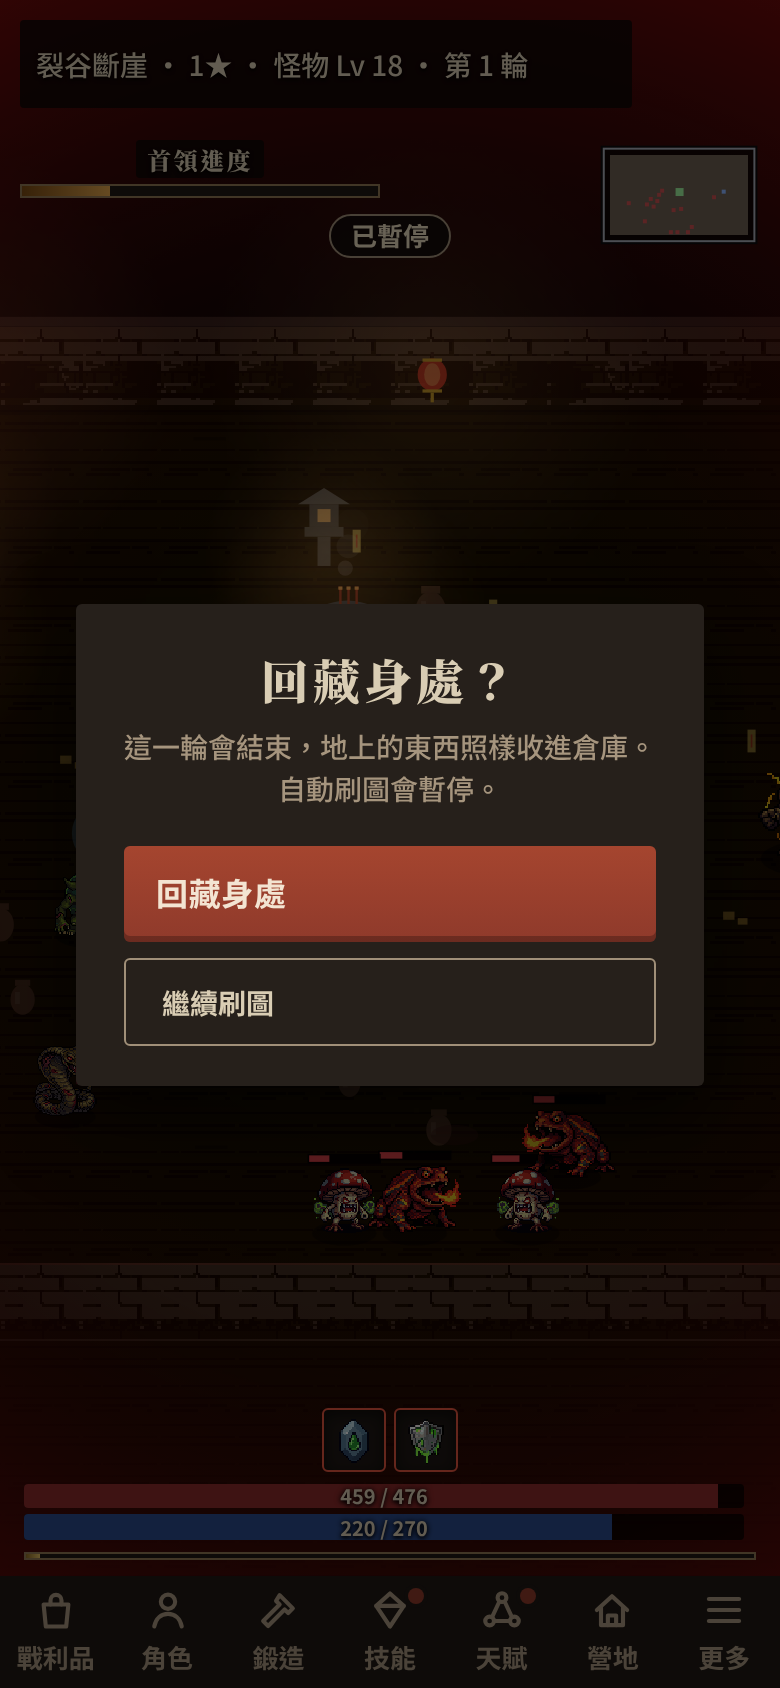 裂谷斷崖 · 1★ · 怪物 Lv 18 · 第 1 輪
首領進度
已暫停
回藏身處？
這一輪會結束，地上的東西照樣收進倉庫。
自動刷圖會暫停。
回藏身處
繼續刷圖
459 / 476
220 / 270
戰利品 角色 鍛造 技能 天賦 營地 更多